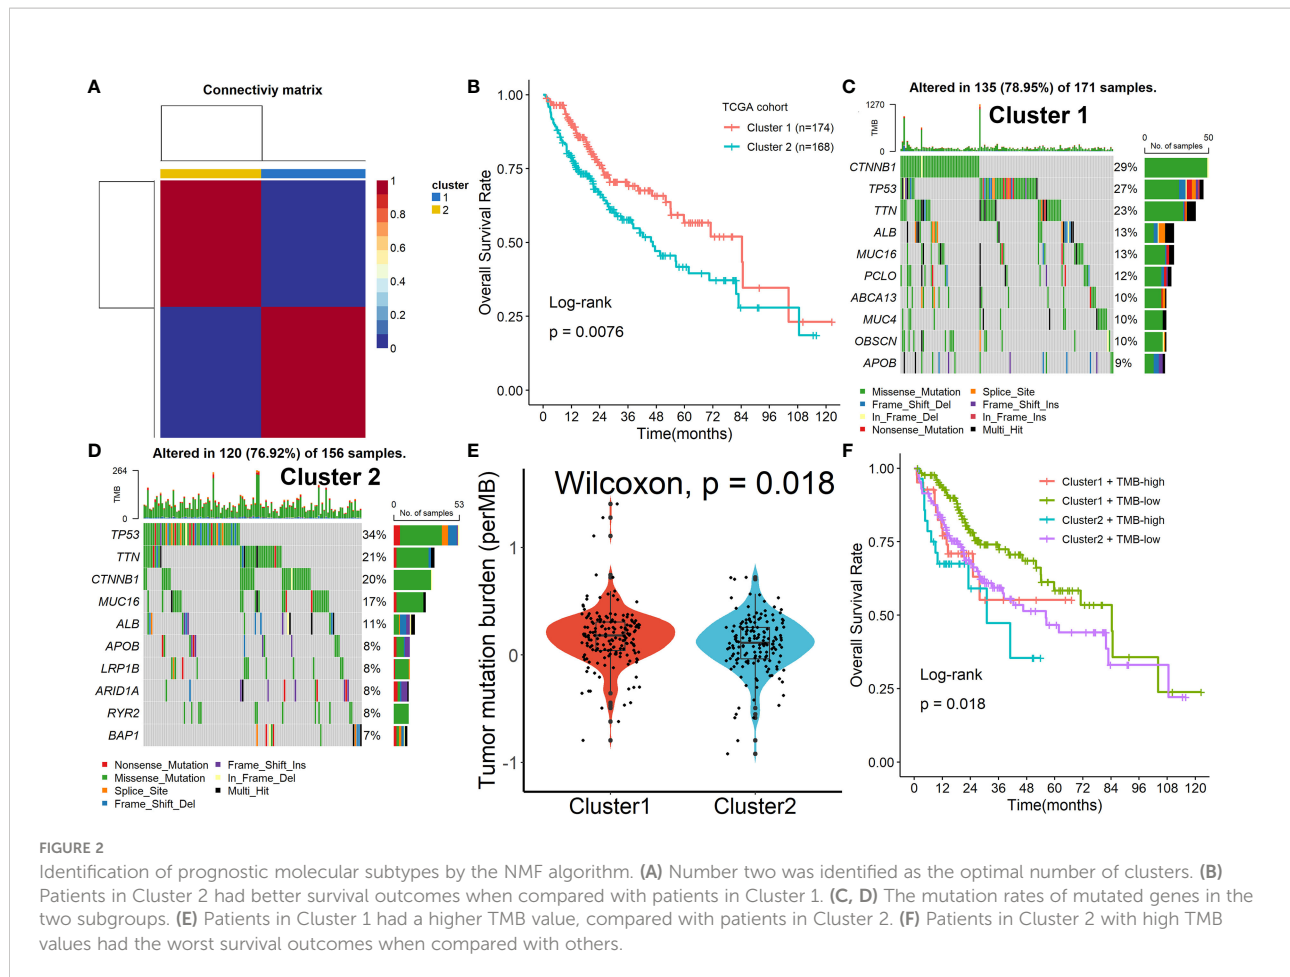 A
Connectiviy matrix
1
0.8
0.6
0.4
0.2
0
cluster
1
2
B
1.00
0.75
0.50
0.25
0.00
Overall Survival Rate
TCGA cohort
Cluster 1 (n=174)
Cluster 2 (n=168)
Log-rank
p = 0.0076
0 12 24 36 48 60 72 84 96 108 120
Time(months)
C
Altered in 135 (78.95%) of 171 samples.
Cluster 1
1270
0
TMB
0 50
No. of samples
CTNNB1 29%
TP53 27%
TTN 23%
ALB 13%
MUC16 13%
PCLO 12%
ABCA13 10%
MUC4 10%
OBSCN 10%
APOB 9%
Missense_Mutation
Frame_Shift_Del
In_Frame_Del
Nonsense_Mutation
Splice_Site
Frame_Shift_Ins
In_Frame_Ins
Multi_Hit
D
Altered in 120 (76.92%) of 156 samples.
Cluster 2
264
0
TMB
0 53
No. of samples
TP53 34%
TTN 21%
CTNNB1 20%
MUC16 17%
ALB 11%
APOB 8%
LRP1B 8%
ARID1A 8%
RYR2 8%
BAP1 7%
Nonsense_Mutation
Missense_Mutation
Splice_Site
Frame_Shift_Del
Frame_Shift_Ins
In_Frame_Del
Multi_Hit
E
Wilcoxon, p = 0.018
Tumor mutation burden (perMB)
1
0
-1
Cluster1 Cluster2
F
1.00
0.75
0.50
0.25
0.00
Overall Survival Rate
Cluster1 + TMB-high
Cluster1 + TMB-low
Cluster2 + TMB-high
Cluster2 + TMB-low
Log-rank
p = 0.018
0 12 24 36 48 60 72 84 96 108 120
Time(months)
FIGURE 2
Identification of prognostic molecular subtypes by the NMF algorithm. (A) Number two was identified as the optimal number of clusters. (B)
Patients in Cluster 2 had better survival outcomes when compared with patients in Cluster 1. (C, D) The mutation rates of mutated genes in the
two subgroups. (E) Patients in Cluster 1 had a higher TMB value, compared with patients in Cluster 2. (F) Patients in Cluster 2 with high TMB
values had the worst survival outcomes when compared with others.